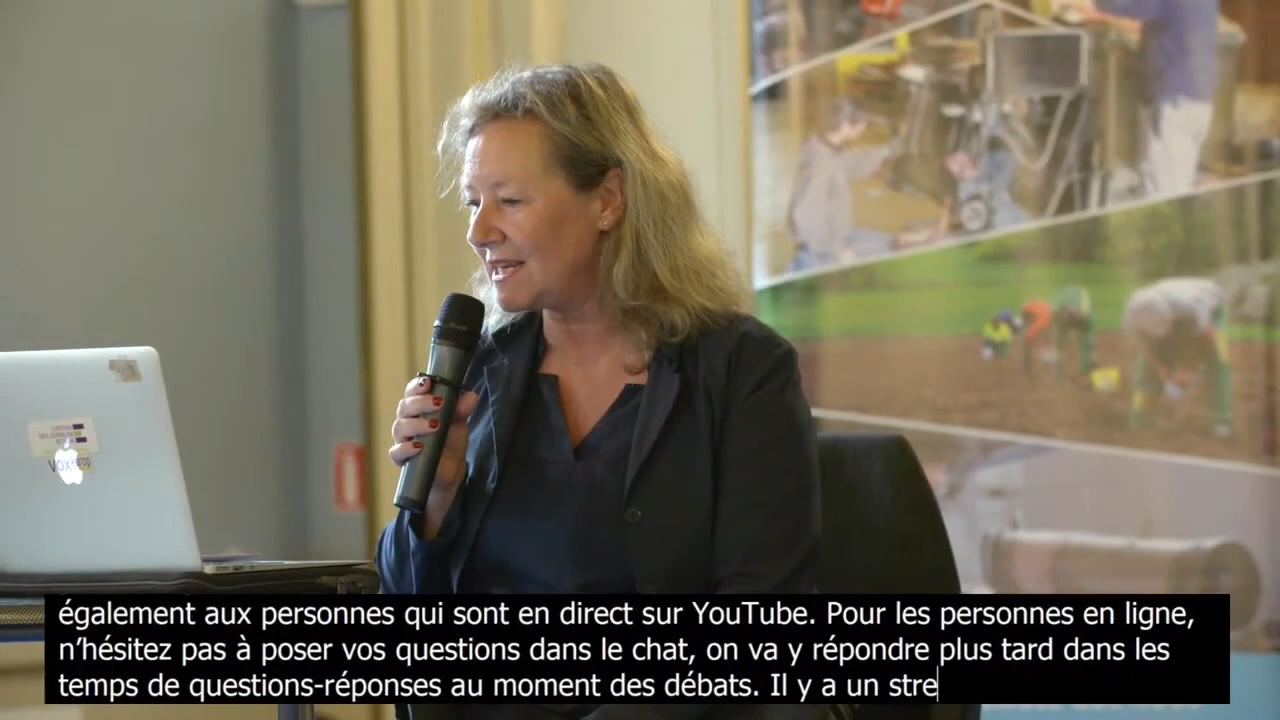 VOX
également aux personnes qui sont en direct sur YouTube. Pour les personnes en ligne,
n’hésitez pas à poser vos questions dans le chat, on va y répondre plus tard dans les
temps de questions-réponses au moment des débats. Il y a un stre